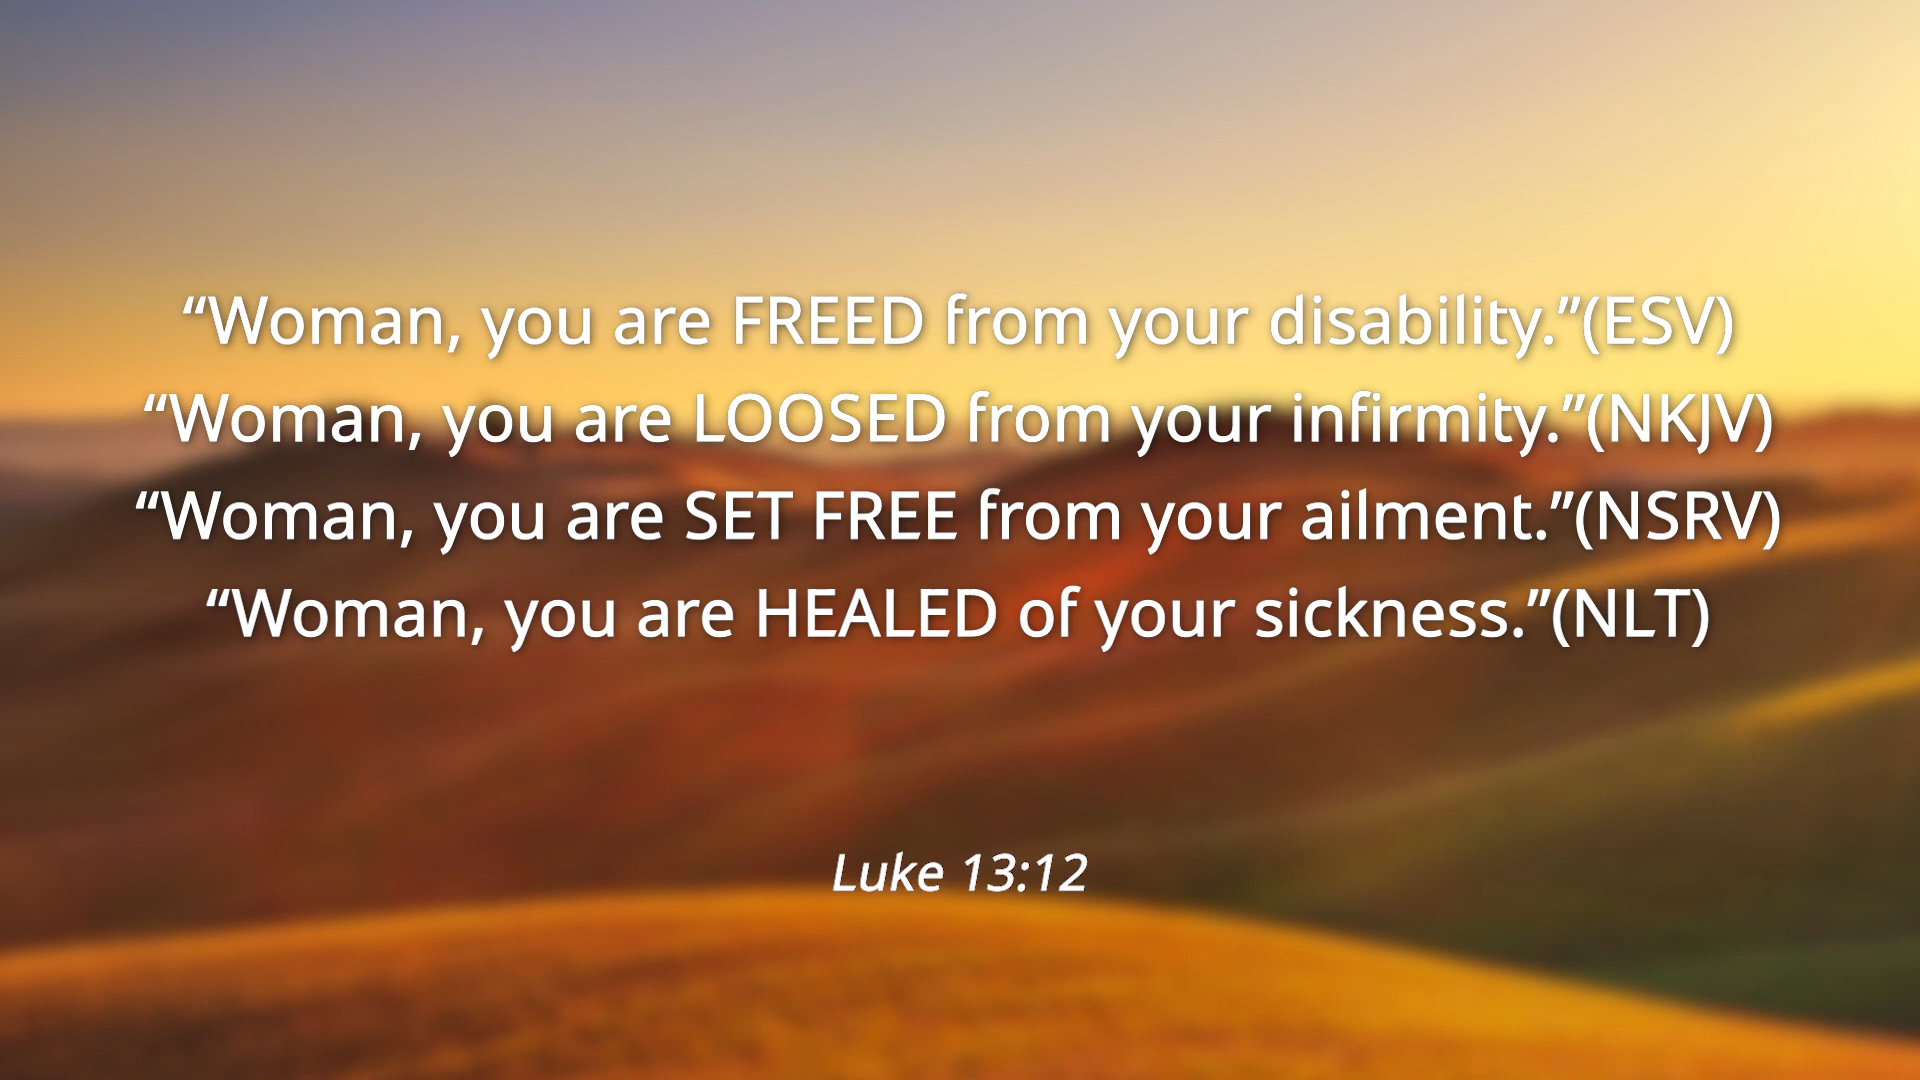 “Woman, you are FREED from your disability.”(ESV)
“Woman, you are LOOSED from your infirmity.”(NKJV)
“Woman, you are SET FREE from your ailment.”(NSRV)
“Woman, you are HEALED of your sickness.”(NLT)
Luke 13:12